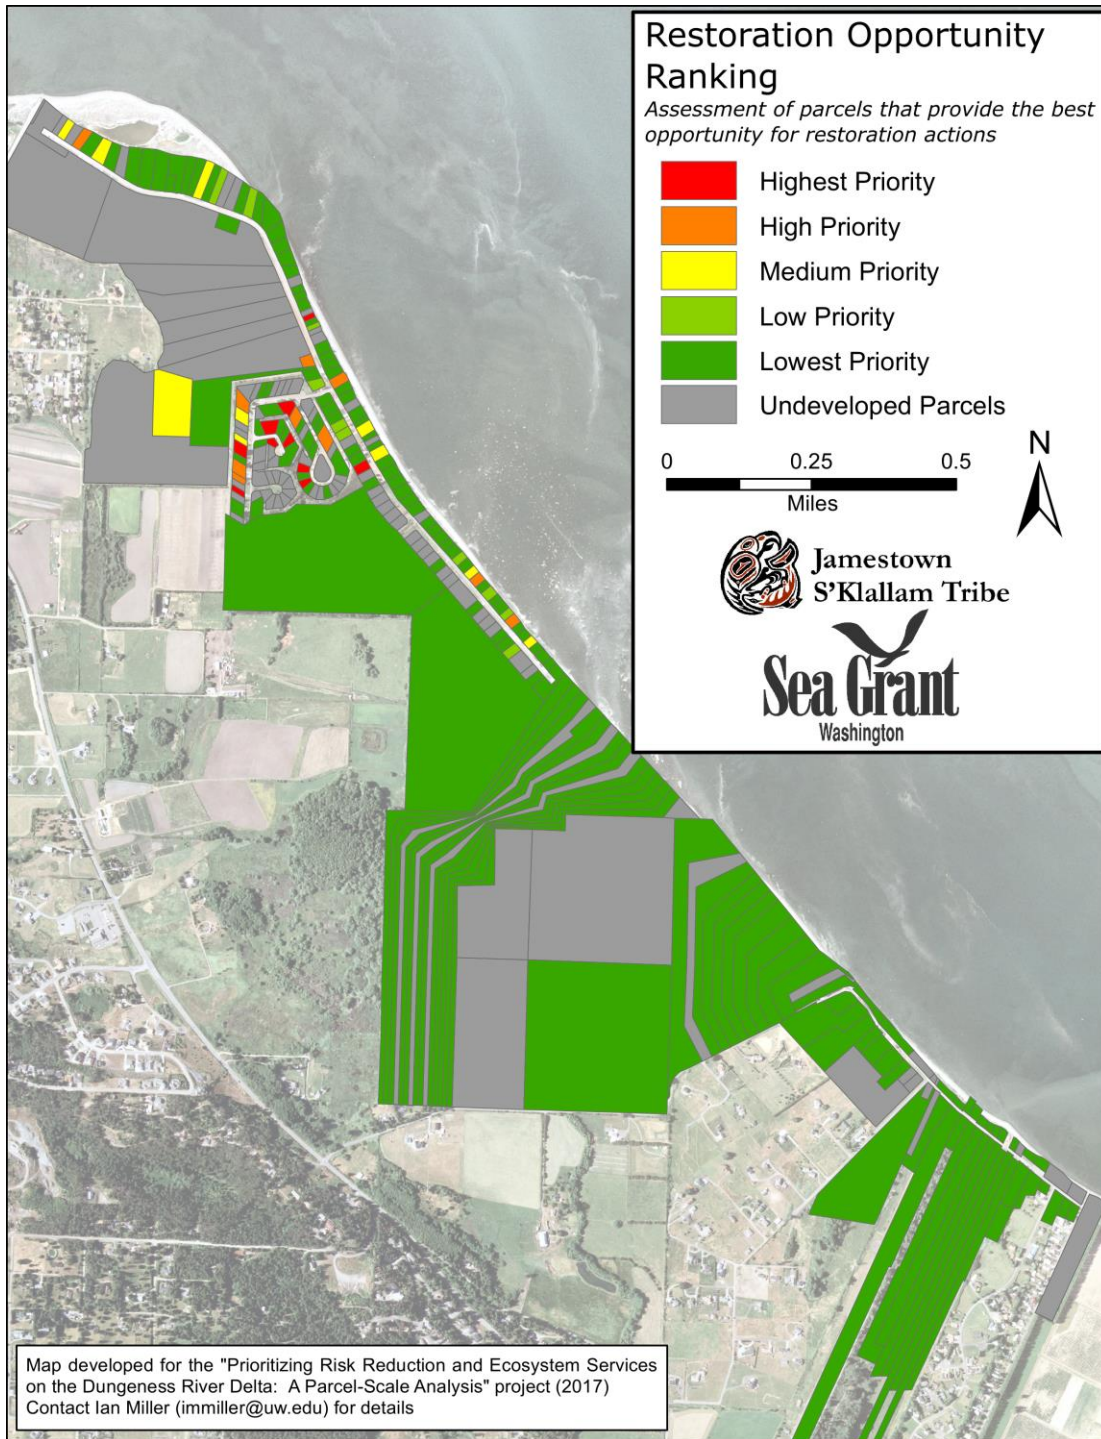 Restoration Opportunity
Ranking
Assessment of parcels that provide the best
opportunity for restoration actions
Highest Priority
High Priority
Medium Priority
Low Priority
Lowest Priority
Undeveloped Parcels
N
0 0.25 0.5
Miles
Jamestown
S'Klallam Tribe
Sea Grant
Washington
Map developed for the "Prioritizing Risk Reduction and Ecosystem Services
on the Dungeness River Delta: A Parcel-Scale Analysis" project (2017)
Contact Ian Miller (immiller@uw.edu) for details